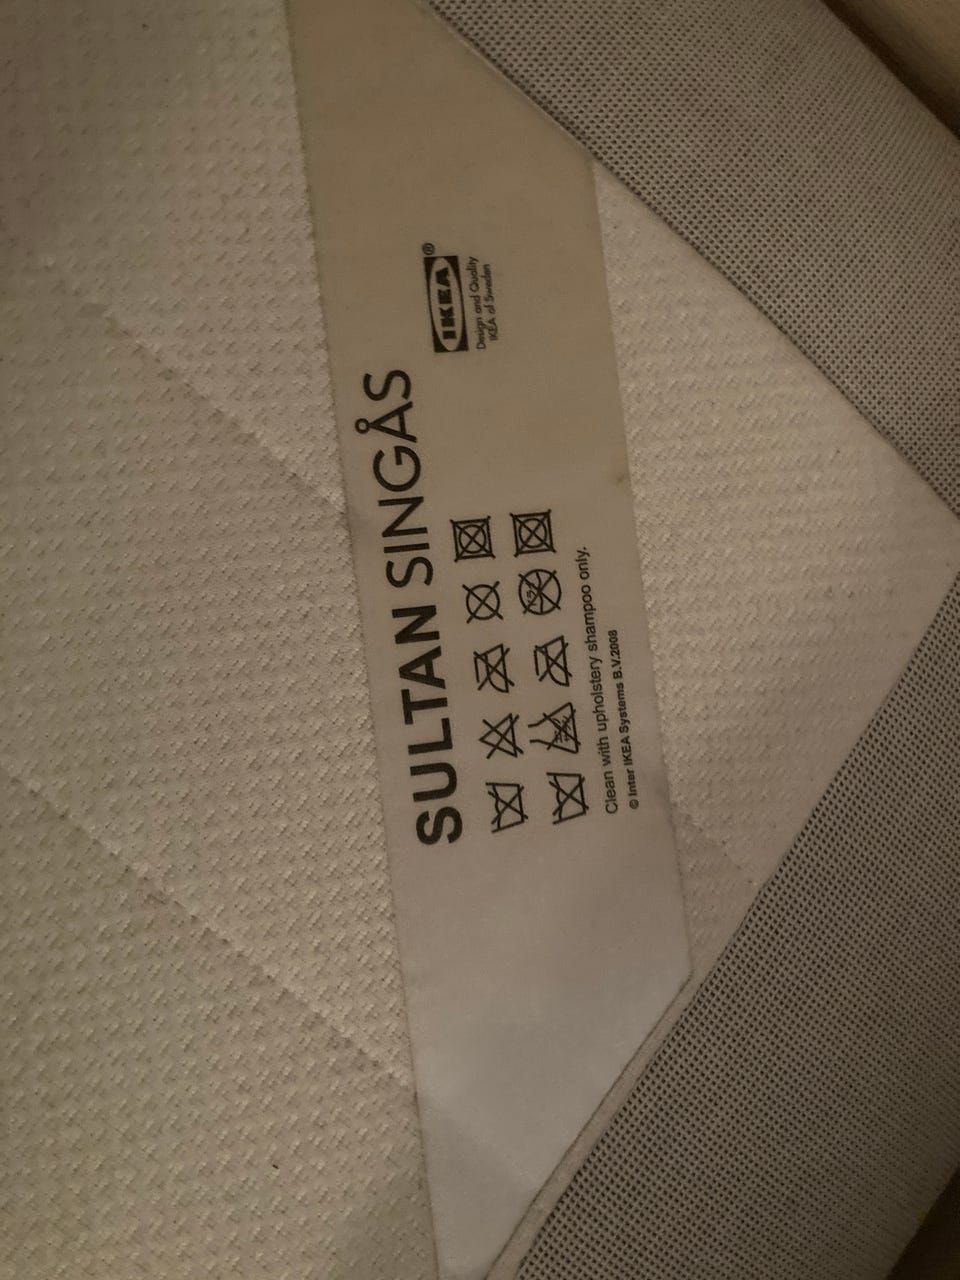 SULTAN SINGÅS
IKEA®
Design and Quality
IKEA of Sweden
Clean with upholstery shampoo only.
© Inter IKEA Systems B.V.2008